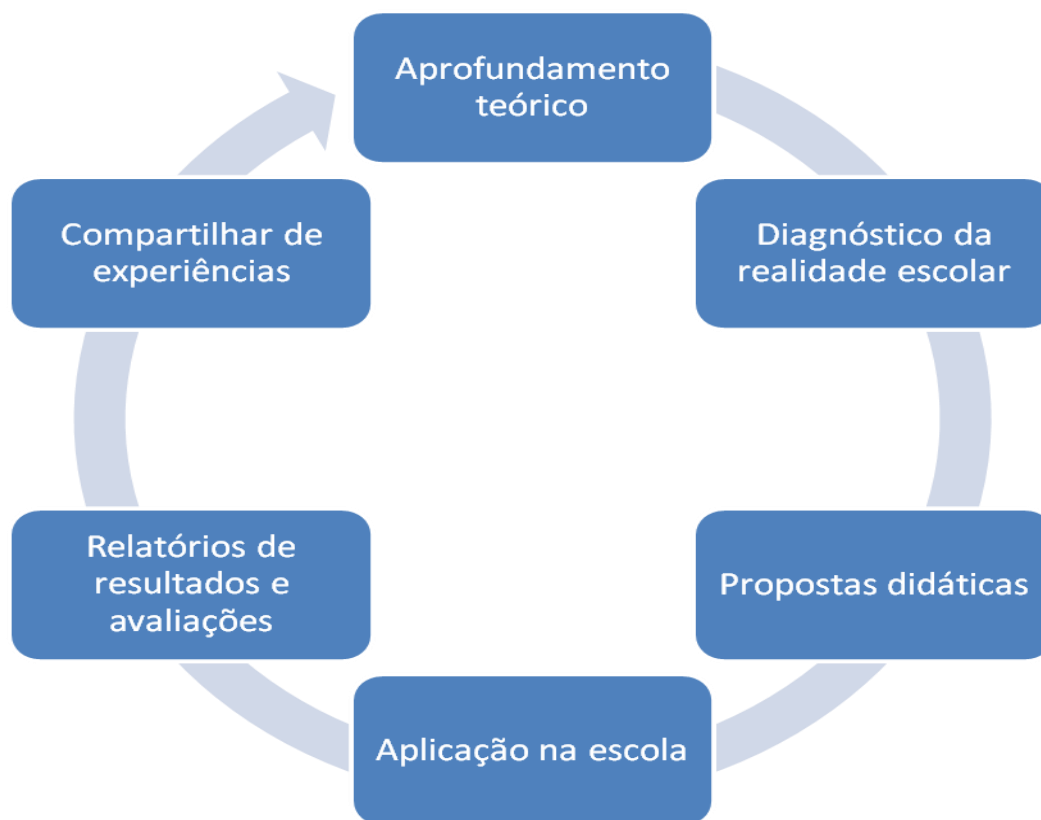 Aprofundamento
teórico
Diagnóstico da
realidade escolar
Propostas didáticas
Aplicação na escola
Relatórios de
resultados e
avaliações
Compartilhar de
experiências